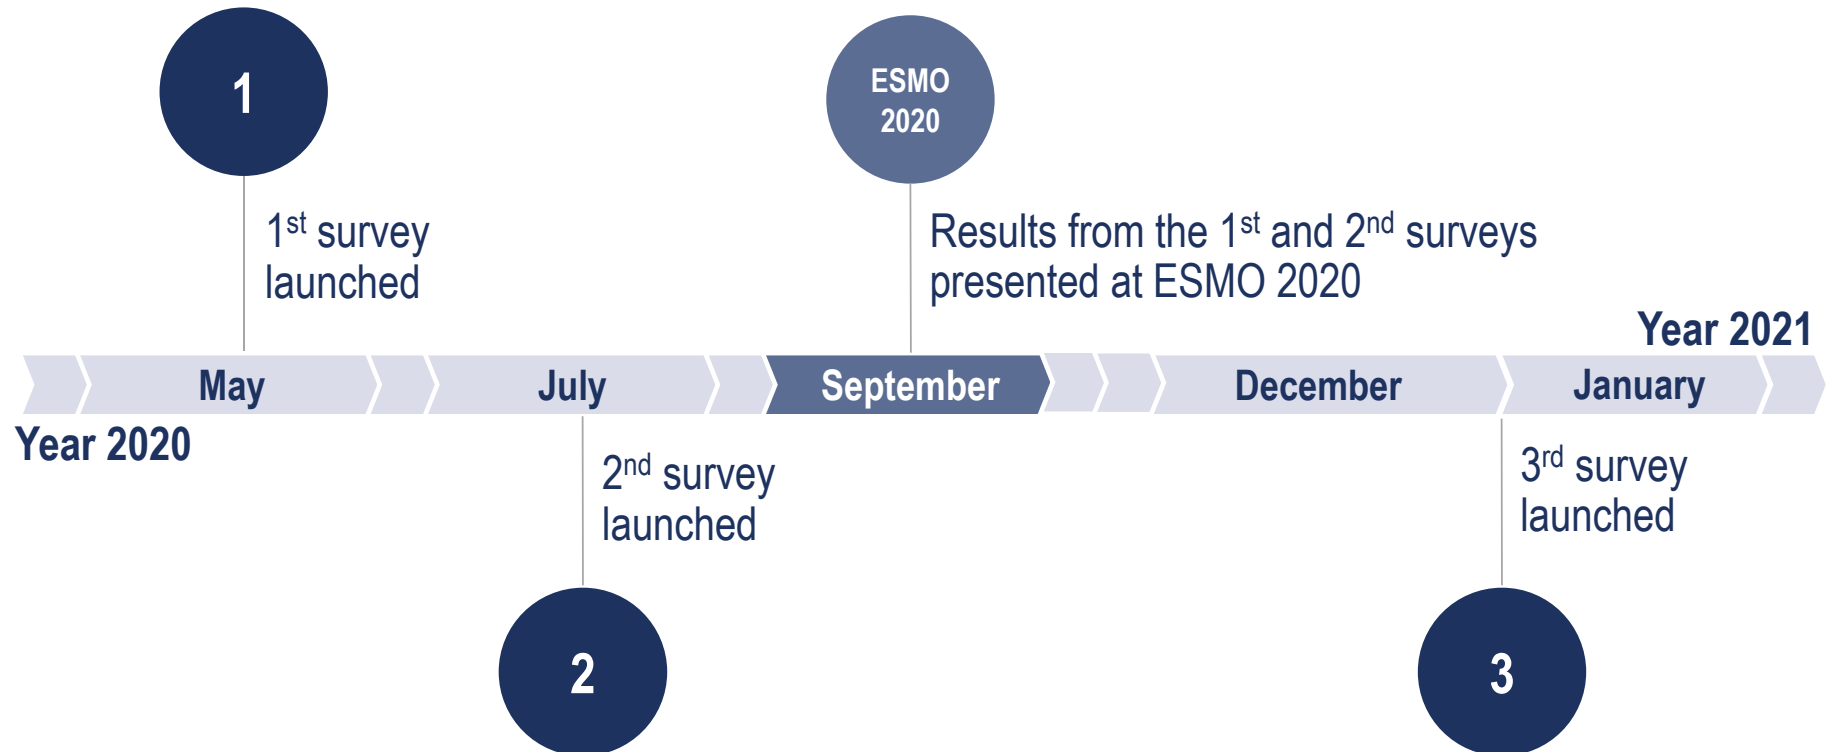 1
ESMO
2020
1st survey
launched
Results from the 1st and 2nd surveys
presented at ESMO 2020
Year 2021
May
July
September
December
January
Year 2020
2nd survey
launched
3rd survey
launched
2
3